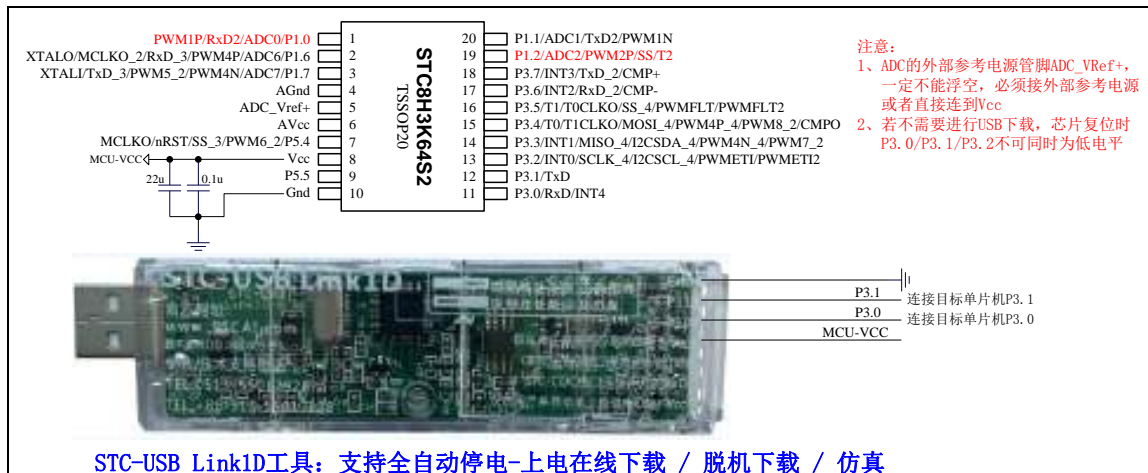 PWM1P/RxD2/ADC0/P1.0 1
XTALO/MCLKO_2/RxD_3/PWM4P/ADC6/P1.6 2
XTALI/TxD_3/PWM5_2/PWM4N/ADC7/P1.7 3
AGnd 4
ADC_Vref+ 5
AVcc 6
MCLKO/nRST/SS_3/PWM6_2/P5.4 7
MCU-VCC Vcc 8
P5.5 9
Gnd 10
22u 0.1u
STC8H3K64S2
TSSOP20
20 P1.1/ADC1/TxD2/PWM1N
19 P1.2/ADC2/PWM2P/SS/T2
18 P3.7/INT3/TxD_2/CMP+
17 P3.6/INT2/RxD_2/CMP-
16 P3.5/T1/T0CLKO/SS_4/PWMFLT/PWMFLT2
15 P3.4/T0/T1CLKO/MOSI_4/PWM4P_4/PWM8_2/CMPO
14 P3.3/INT1/MISO_4/I2CSDA_4/PWM4N_4/PWM7_2
13 P3.2/INT0/SCLK_4/I2CSCL_4/PWMETI/PWMETI2
12 P3.1/TxD
11 P3.0/RxD/INT4
注意：
1、ADC的外部参考电源管脚ADC_VRef+，
一定不能浮空，必须接外部参考电源
或者直接连到Vcc
2、若不需要进行USB下载，芯片复位时
P3.0/P3.1/P3.2不可同时为低电平
STC-USB Link1D
P3.1 连接目标单片机P3.1
P3.0 连接目标单片机P3.0
MCU-VCC
STC-USB Link1D工具：支持全自动停电-上电在线下载 / 脱机下载 / 仿真